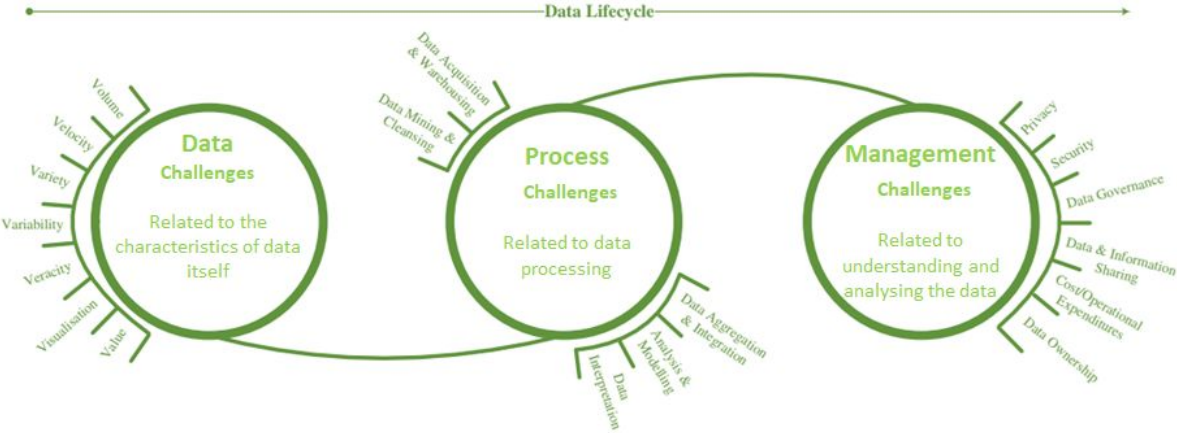 Data Lifecycle
Volume
Velocity
Variety
Variability
Veracity
Visualisation
Value
Data
Challenges
Related to the
characteristics of data
itself
Data Acquisition
& Warehousing
Data Mining &
Cleansing
Process
Challenges
Related to data
processing
Data Aggregation
& Integration
Analysis &
Modelling
Data
Interpretation
Management
Challenges
Related to
understanding and
analysing the data
Privacy
Security
Data Governance
Data & Information
Sharing
Cost/Operational
Expenditures
Data Ownership